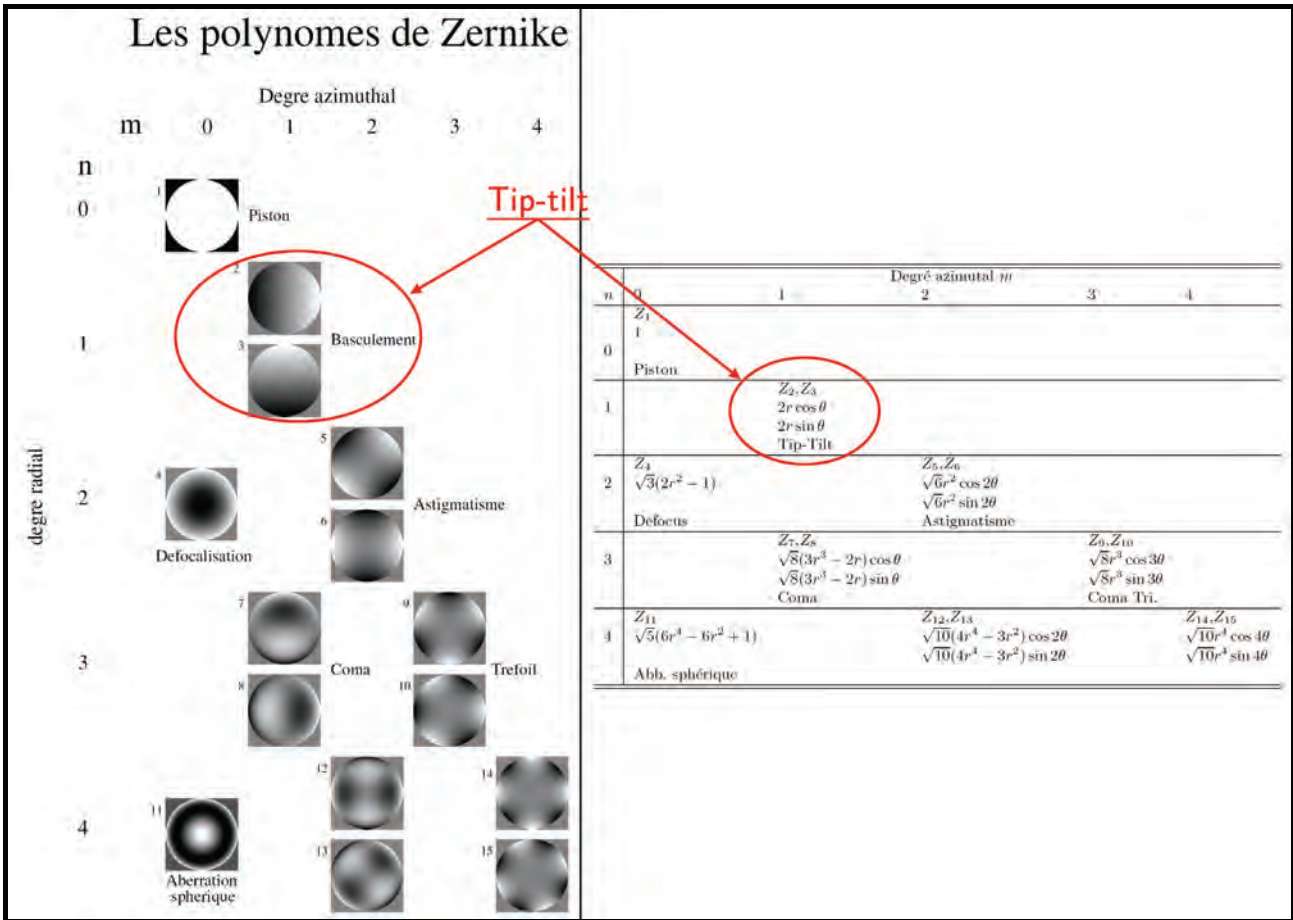 Les polynomes de Zernike
Degre azimuthal
m 0 1 2 3 4
n
1
0
Piston
Tip-tilt
2
1
Basculement
3
degre radial
5
4
2
Astigmatisme
6
Defocalisation
7
9
3
Coma
Trefoil
8
10
12
14
11
4
13
15
Aberration
spherique
Degré azimutal m
n 0 1 2 3 4
Z₁
1
0
Piston
Z₂,Z₃
1 2r cos θ
2r sin θ
Tip-Tilt
Z₄ Z₅,Z₆
2 √3(2r² − 1) √6r² cos 2θ
√6r² sin 2θ
Defocus Astigmatisme
Z₇,Z₈ Z₉,Z₁₀
3 √8(3r³ − 2r) cos θ √8r³ cos 3θ
√8(3r³ − 2r) sin θ √8r³ sin 3θ
Coma Coma Tri.
Z₁₁ Z₁₂,Z₁₃ Z₁₄,Z₁₅
4 √5(6r⁴ − 6r² + 1) √10(4r⁴ − 3r²) cos 2θ √10r⁴ cos 4θ
√10(4r⁴ − 3r²) sin 2θ √10r⁴ sin 4θ
Abb. sphérique